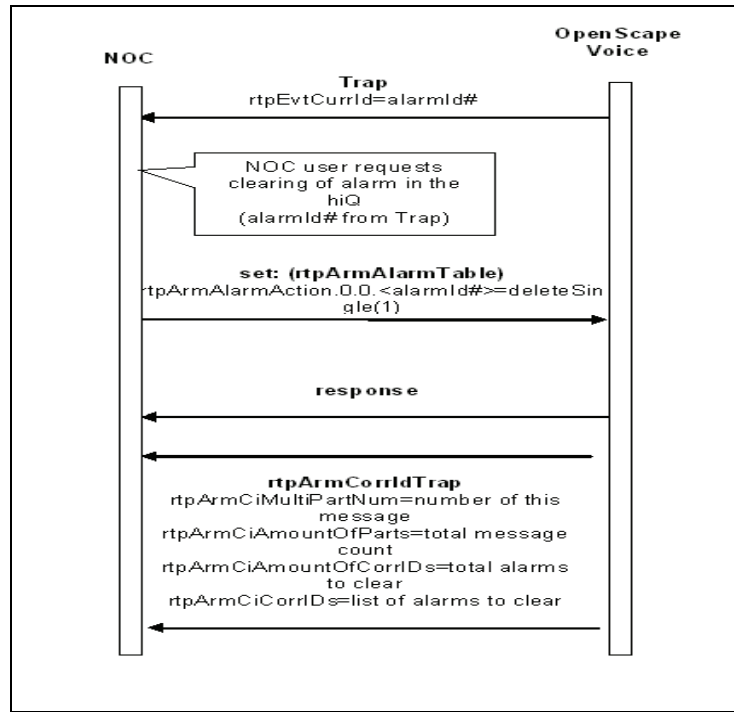 OpenScape
Voice
NOC
Trap
rtpEvtCurrId=alarmId#
NOC user requests
clearing of alarm in the
hiQ
(alarmId# from Trap)
set: (rtpArmAlarmTable)
rtpArmAlarmAction.0.0.<alarmId#>=deleteSin
gle(1)
response
rtpArmCorrIdTrap
rtpArmCiMultiPartNum=number of this
message
rtpArmCiAmountOfParts=total message
count
rtpArmCiAmountOfCorrIDs=total alarms
to clear
rtpArmCiCorrIDs=list of alarms to clear